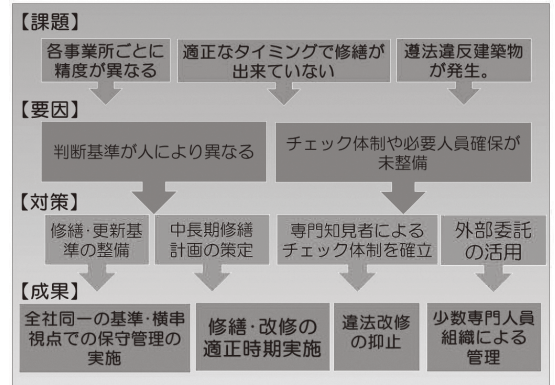 【課題】
各事業所ごとに
精度が異なる
適正なタイミングで修繕が
出来ていない
遵法違反建築物
が発生。
【要因】
判断基準が人により異なる
チェック体制や必要人員確保が
未整備
【対策】
修繕・更新基
準の整備
中長期修繕
計画の策定
専門知見者による
チェック体制を確立
外部委託
の活用
【成果】
全社同一の基準・横串
視点での保守管理の
実施
修繕・改修の
適正時期実施
違法改修
の抑止
少数専門人員
組織による
管理